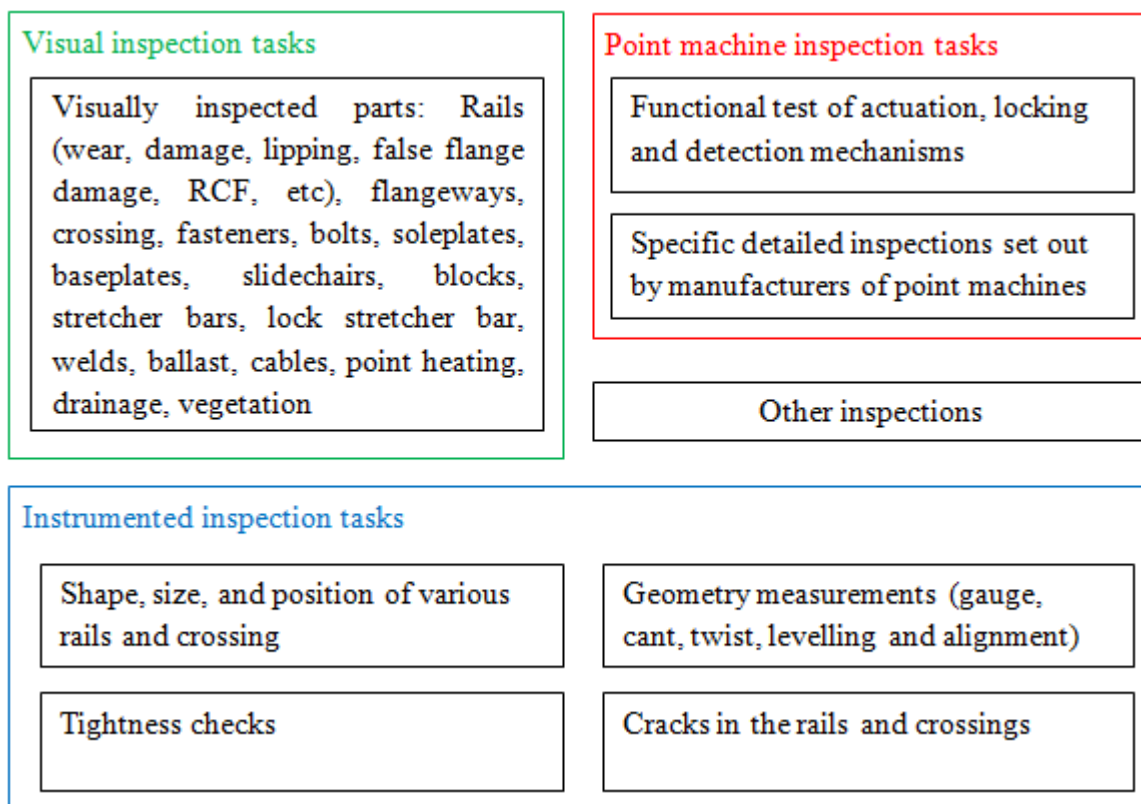 Visual inspection tasks
Visually inspected parts: Rails
(wear, damage, lipping, false flange
damage, RCF, etc), flangeways,
crossing, fasteners, bolts, soleplates,
baseplates, slidechairs, blocks,
stretcher bars, lock stretcher bar,
welds, ballast, cables, point heating,
drainage, vegetation
Point machine inspection tasks
Functional test of actuation, locking
and detection mechanisms
Specific detailed inspections set out
by manufacturers of point machines
Other inspections
Instrumented inspection tasks
Shape, size, and position of various
rails and crossing
Geometry measurements (gauge,
cant, twist, levelling and alignment)
Tightness checks
Cracks in the rails and crossings